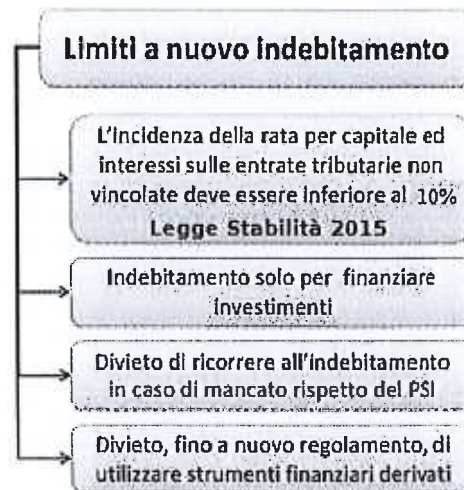 Limiti a nuovo indebitamento
L'incidenza della rata per capitale ed
interessi sulle entrate tributarie non
vincolate deve essere inferiore al 10%
Legge Stabilità 2015
Indebitamento solo per finanziare
investimenti
Divieto di ricorrere all'indebitamento
in caso di mancato rispetto del PSI
Divieto, fino a nuovo regolamento, di
utilizzare strumenti finanziari derivati